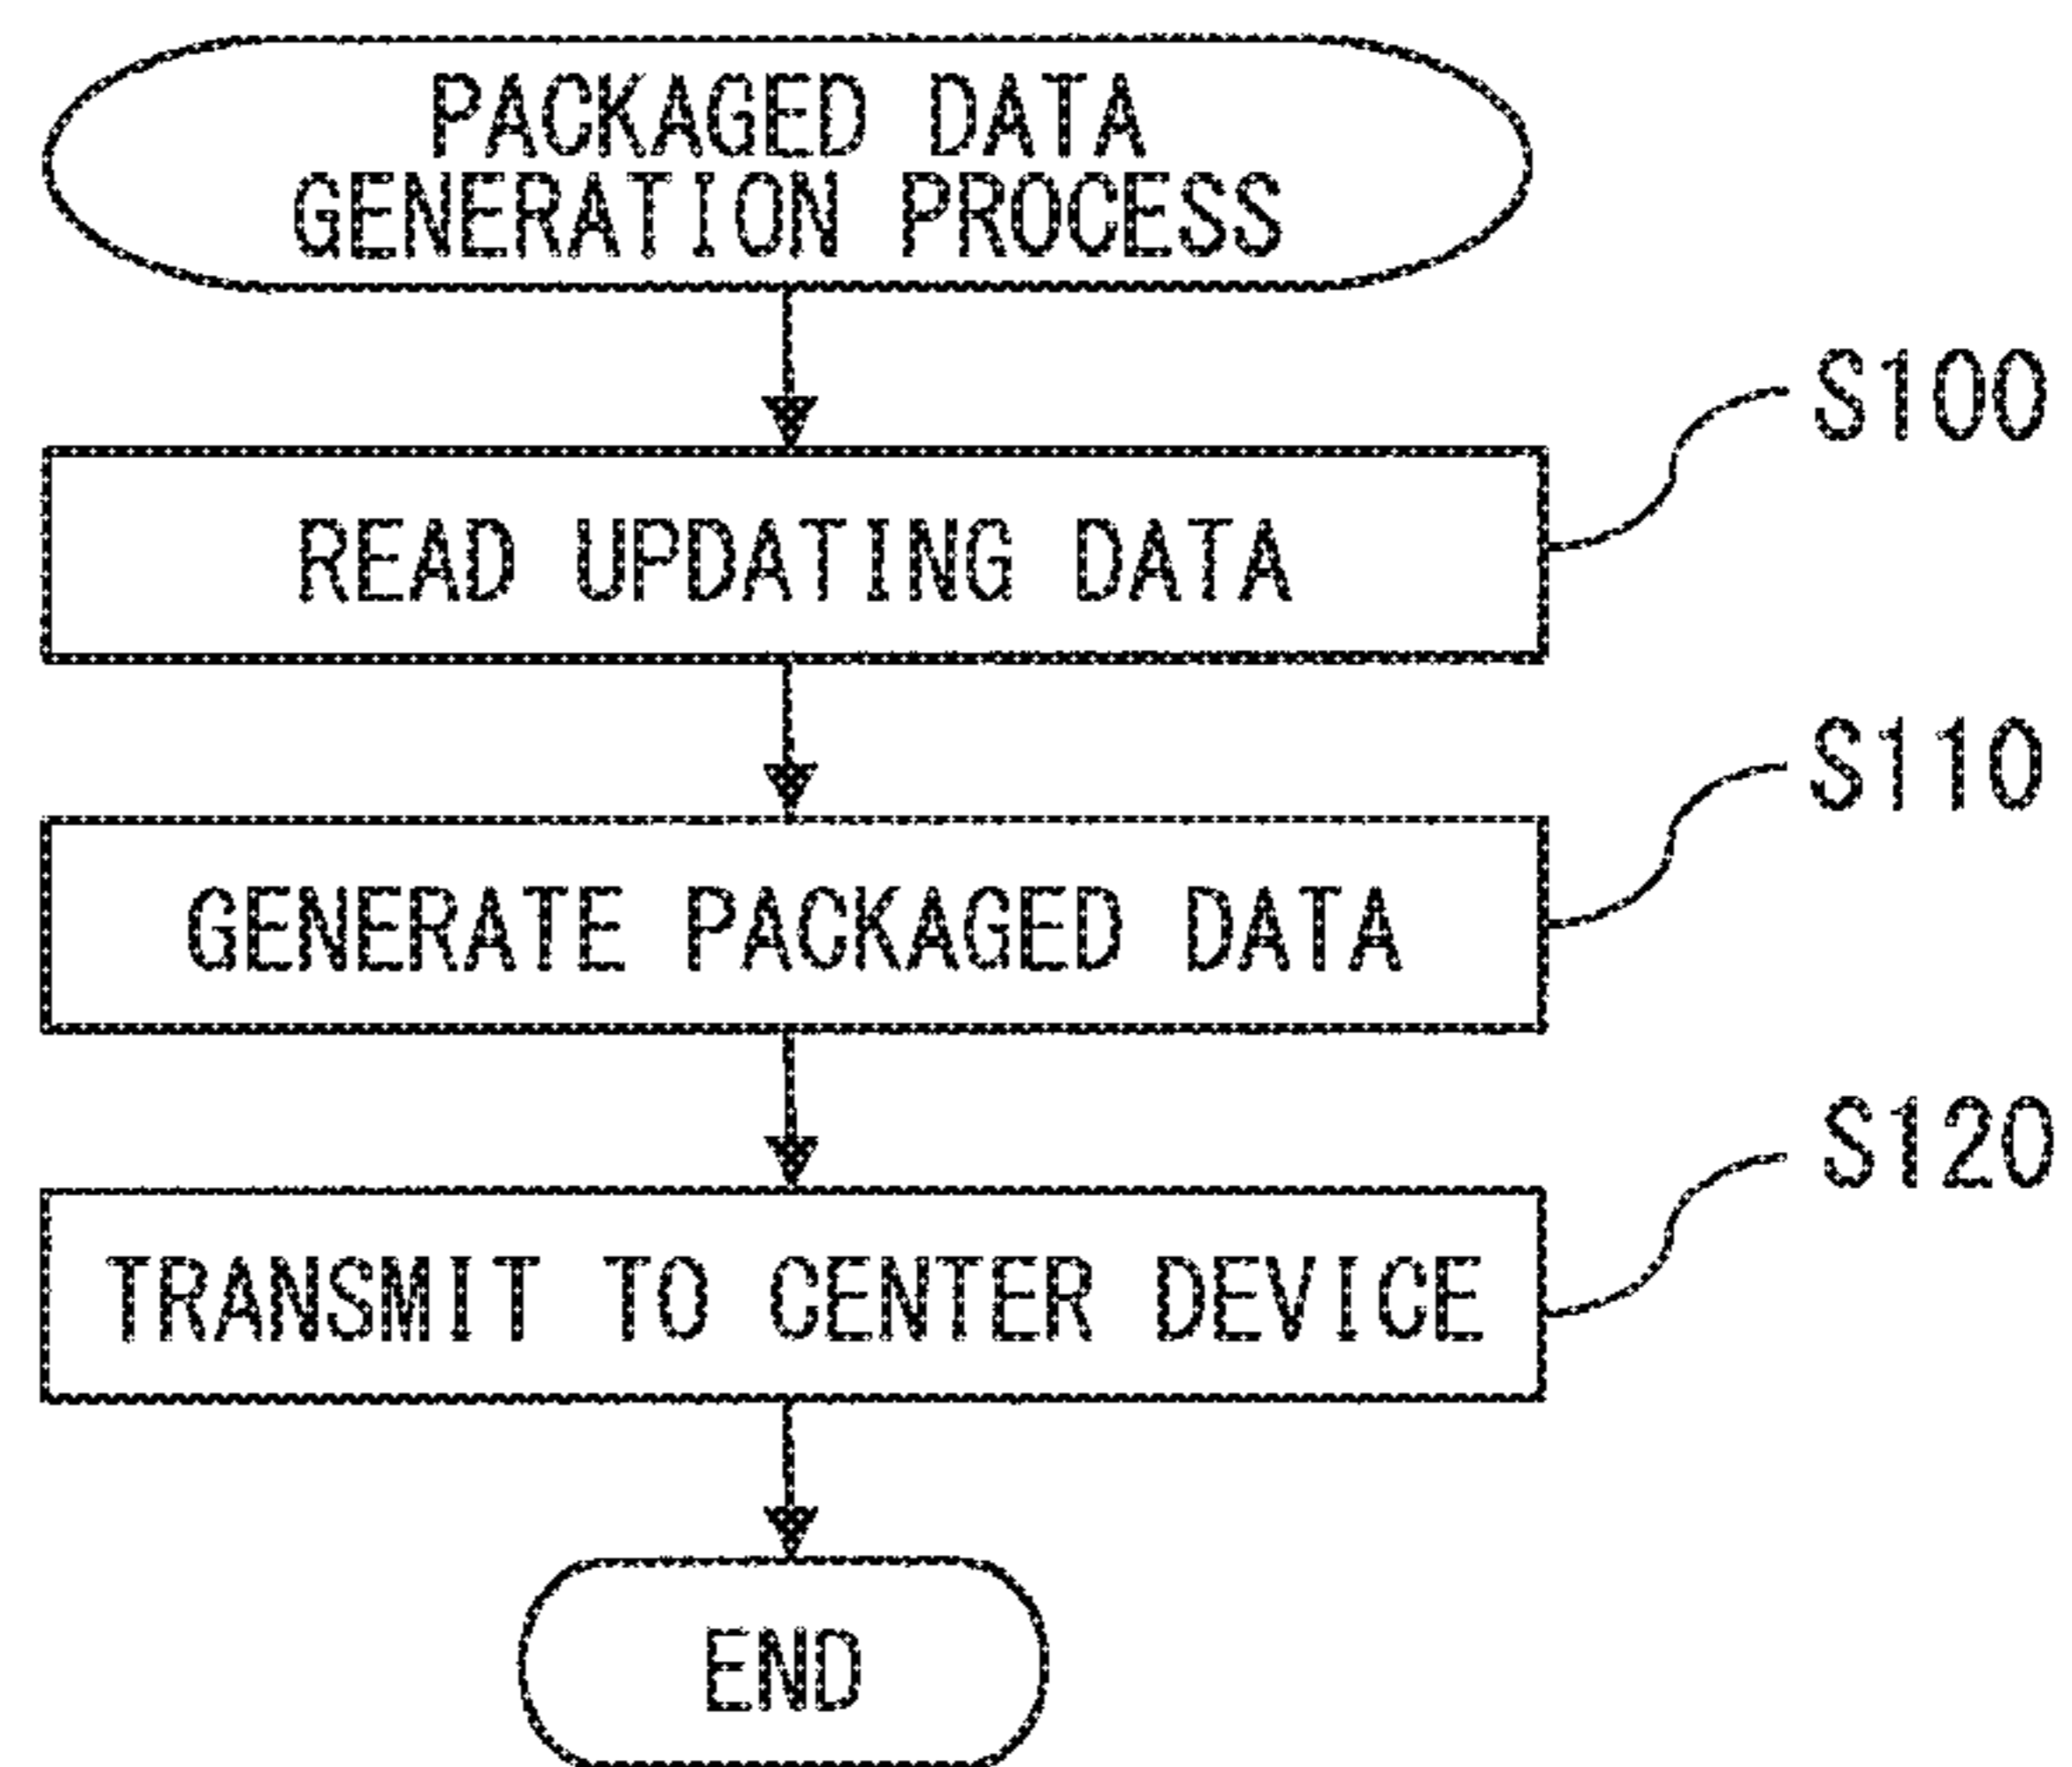 PACKAGED DATA
GENERATION PROCESS
S100
READ UPDATING DATA
S110
GENERATE PACKAGED DATA
S120
TRANSMIT TO CENTER DEVICE
END